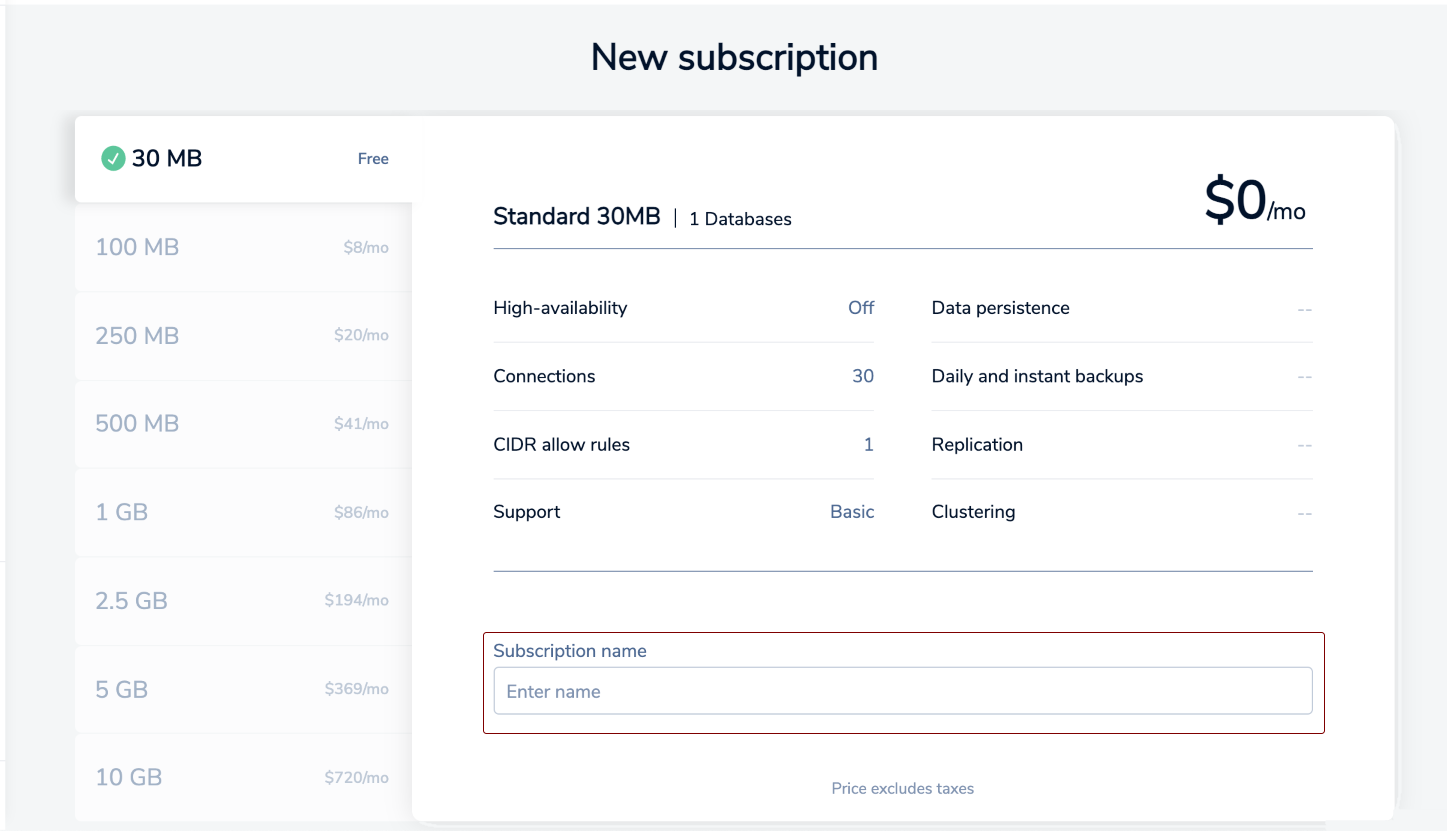 New subscription
30 MB Free
100 MB $8/mo
250 MB $20/mo
500 MB $41/mo
1 GB $86/mo
2.5 GB $194/mo
5 GB $369/mo
10 GB $720/mo
Standard 30MB | 1 Databases
$0/mo
High-availability Off
Connections 30
CIDR allow rules 1
Support Basic
Data persistence --
Daily and instant backups --
Replication --
Clustering --
Subscription name
Enter name
Price excludes taxes